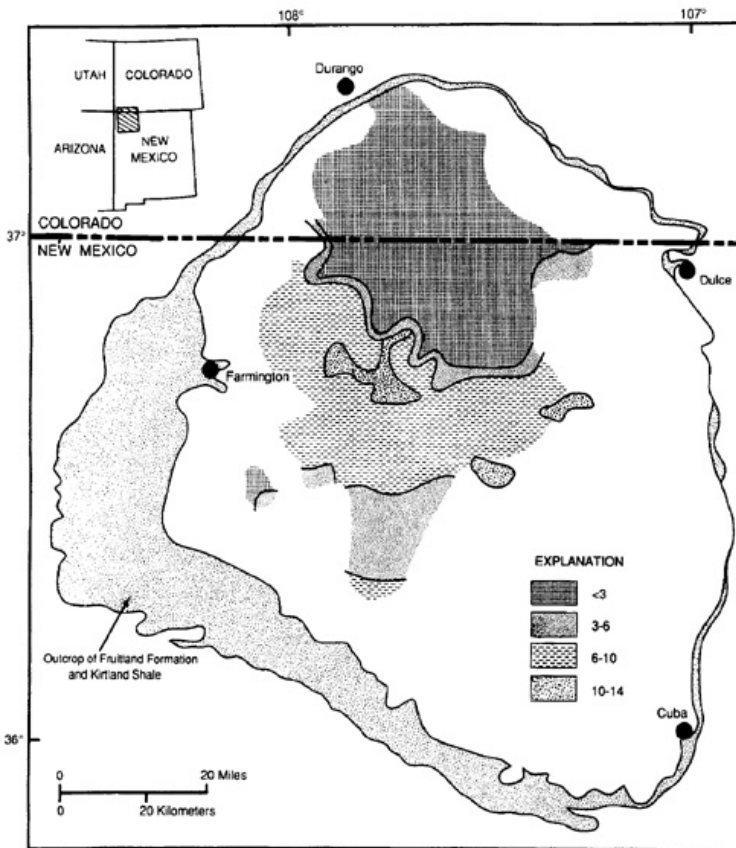 108°
107°
UTAH
COLORADO
ARIZONA
NEW
MEXICO
Durango
COLORADO
37°
NEW MEXICO
Dulce
Farmington
EXPLANATION
<3
3-6
6-10
10-14
Outcrop of Fruitland Formation
and Kirtland Shale
Cuba
36°
0 20 Miles
0 20 Kilometers